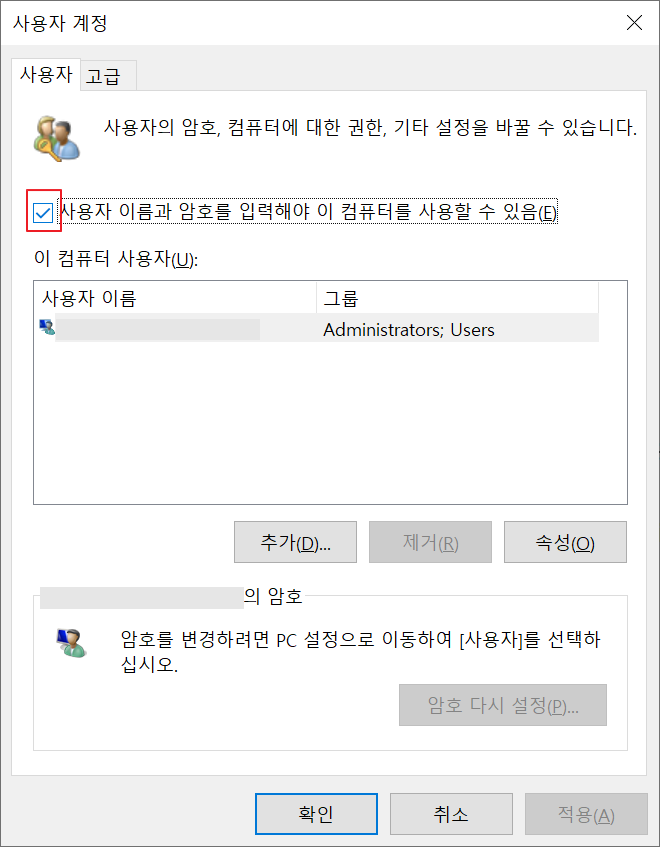 사용자 계정
사용자
고급
사용자의 암호, 컴퓨터에 대한 권한, 기타 설정을 바꿀 수 있습니다.
사용자 이름과 암호를 입력해야 이 컴퓨터를 사용할 수 있음(E)
이 컴퓨터 사용자(U):
사용자 이름 그룹
Administrators; Users
추가(D)... 제거(R) 속성(O)
의 암호
암호를 변경하려면 PC 설정으로 이동하여 [사용자]를 선택하
십시오.
암호 다시 설정(P)...
확인 취소 적용(A)